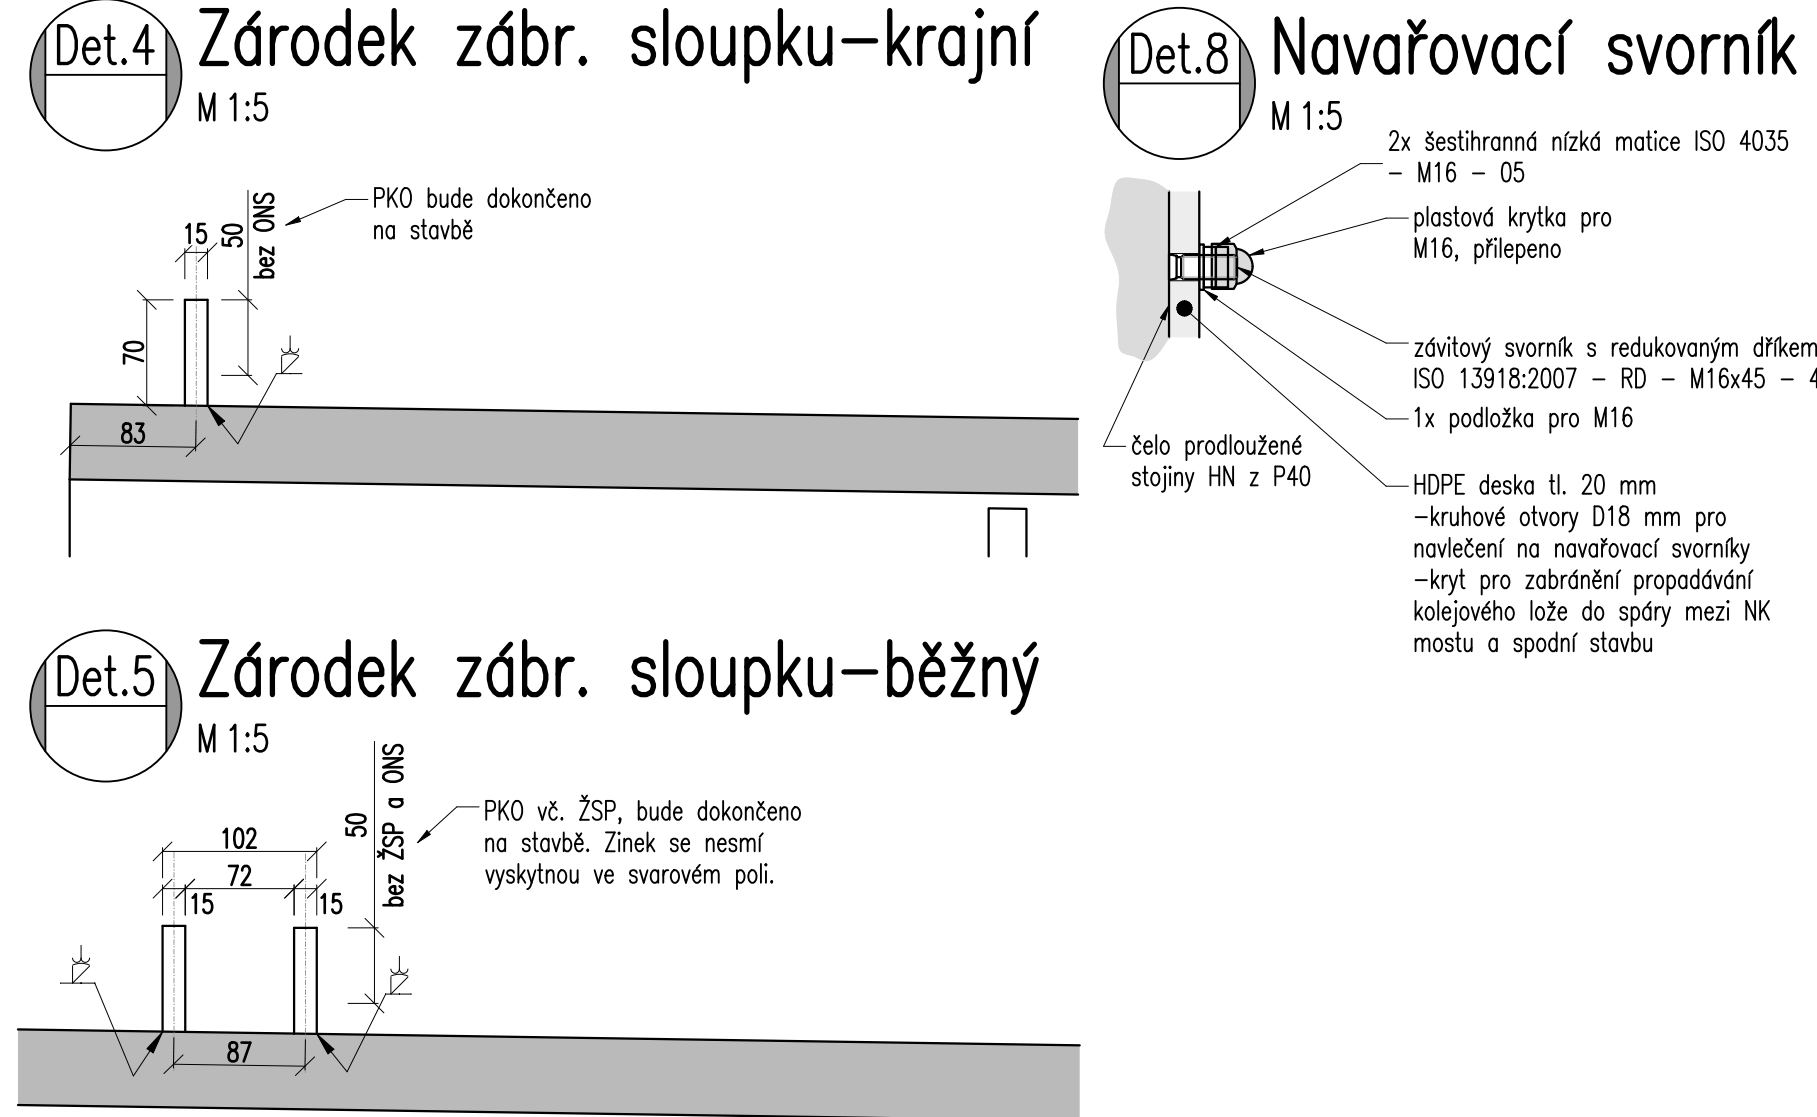 Det.4
Zárodek zábr. sloupku-krajní
M 1:5
PKO bude dokončeno
na stavbě
15
50
bez ONS
70
83
Det.8
Navařovací svorník
M 1:5
2x šestihranná nízká matice ISO 4035
- M16 - 05
plastová krytka pro
M16, přilepeno
závitový svorník s redukovaným dříkem
ISO 13918:2007 - RD - M16x45 - 4
1x podložka pro M16
čelo prodloužené
stojiny HN z P40
HDPE deska tl. 20 mm
-kruhové otvory D18 mm pro
navlečení na navařovací svorníky
-kryt pro zabránění propadávání
kolejového lože do spáry mezi NK
mostu a spodní stavbu
Det.5
Zárodek zábr. sloupku-běžný
M 1:5
PKO vč. ŽSP, bude dokončeno
na stavbě. Zinek se nesmí
vyskytnou ve svarovém poli.
50
bez ŽSP a ONS
102
72
15
15
87